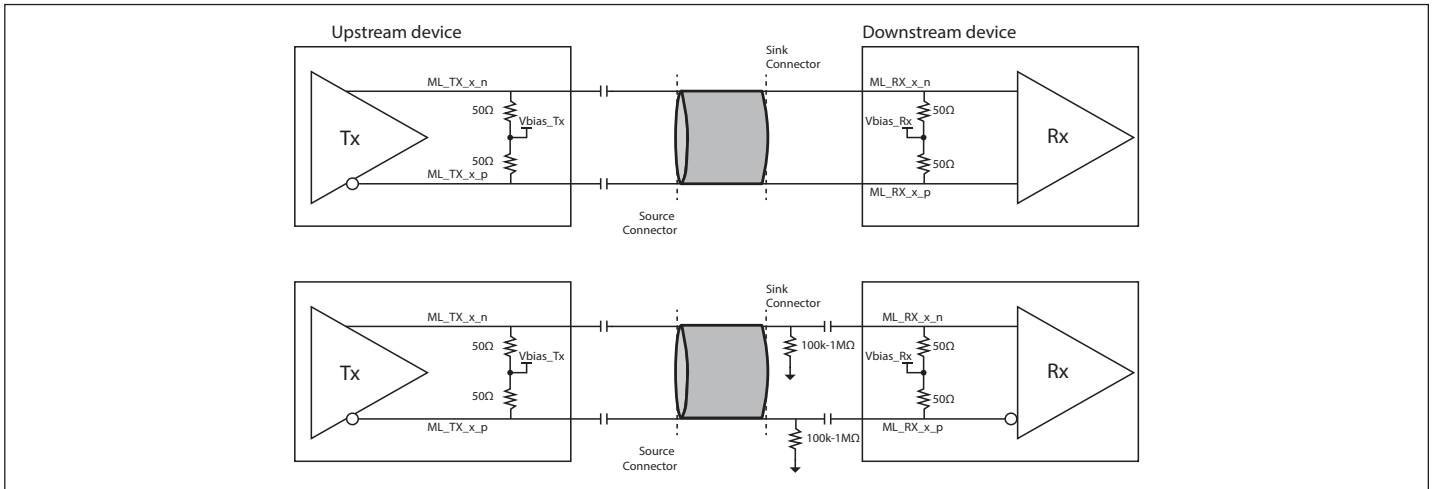 Upstream device
Downstream device
Sink
Connector
ML_TX_x_n
ML_RX_x_n
50Ω
50Ω
Vbias_Tx
Vbias_Rx
Tx
Rx
50Ω
50Ω
ML_TX_x_p
ML_RX_x_p
Source
Connector
Sink
Connector
ML_TX_x_n
ML_RX_x_n
50Ω
100k-1MΩ
50Ω
Vbias_Tx
Vbias_Rx
Tx
Rx
50Ω
50Ω
ML_TX_x_p
100k-1MΩ
ML_RX_x_p
Source
Connector